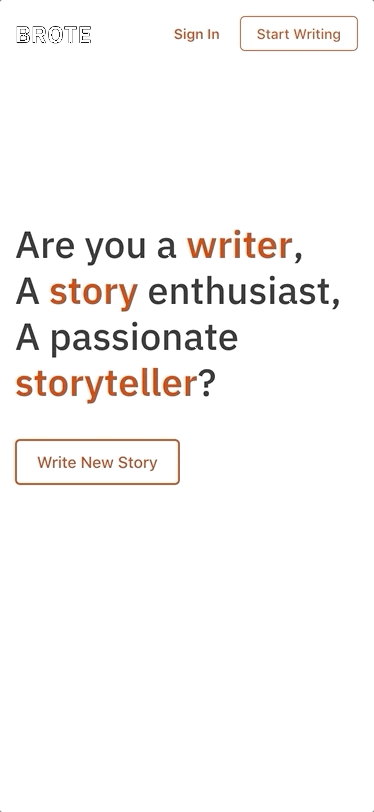 BROTE
Sign In
Start Writing
Are you a writer,
A story enthusiast,
A passionate
storyteller?
Write New Story